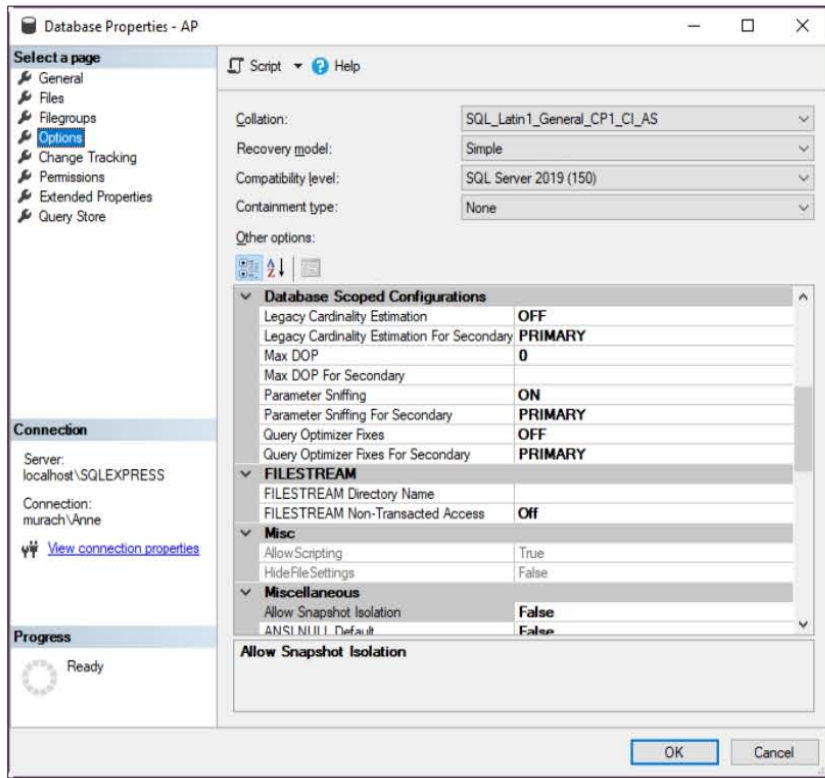 Database Properties - AP
Select a page
General
Files
Filegroups
Options
Change Tracking
Permissions
Extended Properties
Query Store
Connection
Server:
localhost\SQLEXPRESS
Connection:
murach\Anne
View connection properties
Progress
Ready
Script
Help
Collation: SQL_Latin1_General_CP1_CI_AS
Recovery model: Simple
Compatibility level: SQL Server 2019 (150)
Containment type: None
Other options:
Database Scoped Configurations
Legacy Cardinality Estimation OFF
Legacy Cardinality Estimation For Secondary PRIMARY
Max DOP 0
Max DOP For Secondary
Parameter Sniffing ON
Parameter Sniffing For Secondary PRIMARY
Query Optimizer Fixes OFF
Query Optimizer Fixes For Secondary PRIMARY
FILESTREAM
FILESTREAM Directory Name
FILESTREAM Non-Transacted Access Off
Misc
AllowScripting True
HideFileSettings False
Miscellaneous
Allow Snapshot Isolation False
ANSI NULL Default False
Allow Snapshot Isolation
OK Cancel